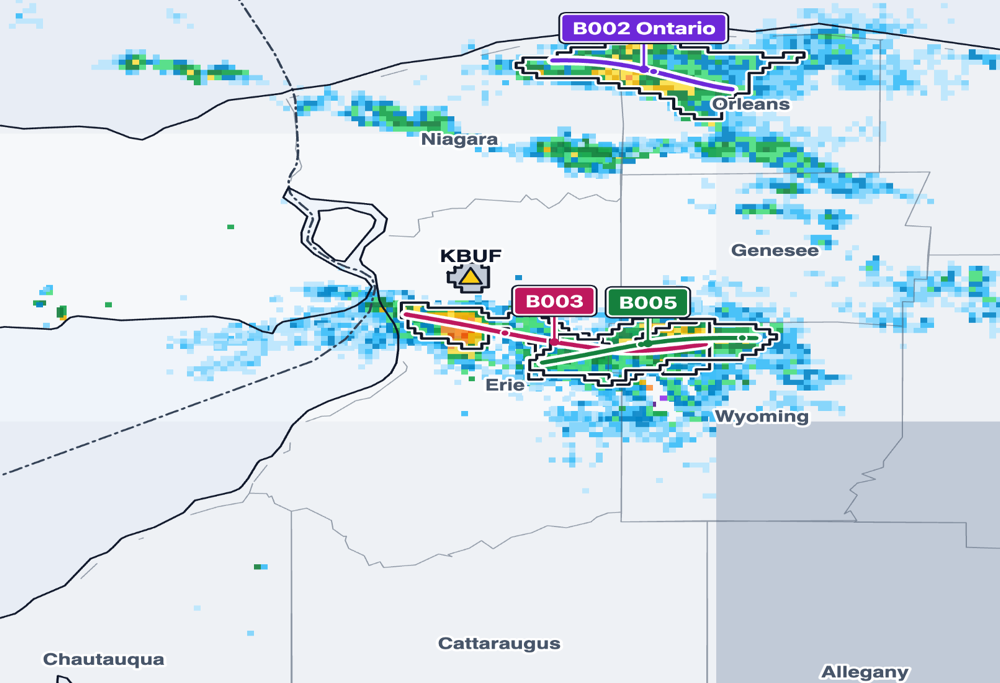 B002 Ontario
Orleans
Niagara
Genesee
KBUF
B003
B005
Erie
Wyoming
Cattaraugus
Chautauqua
Allegany